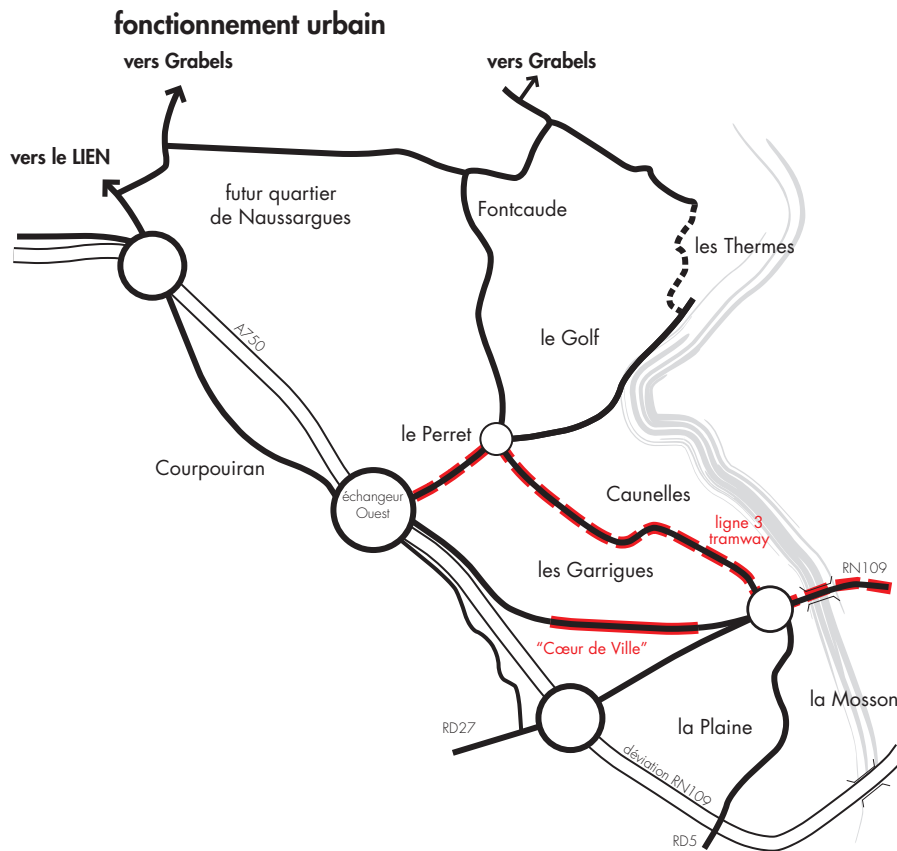 fonctionnement urbain
vers Grabels
vers Grabels
vers le LIEN
futur quartier
de Naussargues
Fontcaude
les Thermes
A750
le Golf
le Perret
Courpouiran
échangeur
Ouest
Caunelles
ligne 3
tramway
les Garrigues
RN109
"Cœur de Ville"
la Mosson
RD27
la Plaine
déviation RN109
RD5